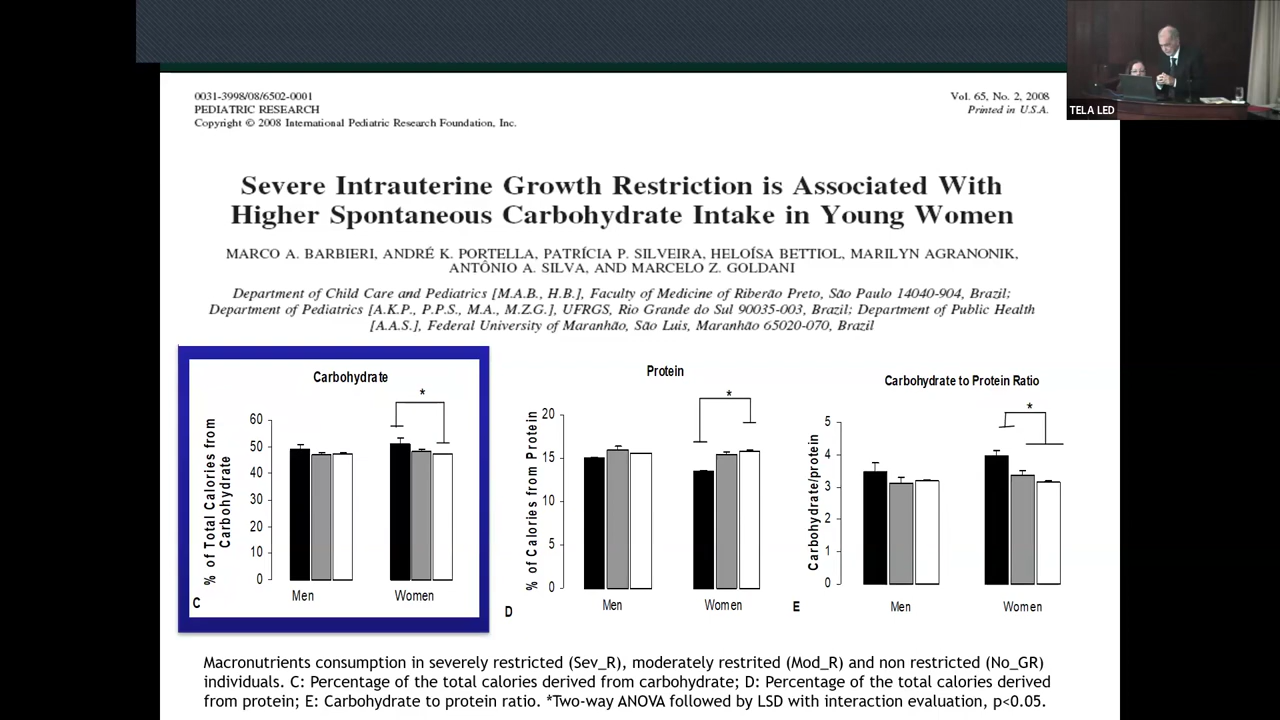 0031-3998/08/6502-0001
PEDIATRIC RESEARCH
Copyright © 2008 International Pediatric Research Foundation, Inc.
Vol. 65, No. 2, 2008
Printed in U.S.A.
TELA LED
Severe Intrauterine Growth Restriction is Associated With
Higher Spontaneous Carbohydrate Intake in Young Women
MARCO A. BARBIERI, ANDRÉ K. PORTELLA, PATRÍCIA P. SILVEIRA, HELOÍSA BETTIOL, MARILYN AGRANONIK,
ANTÔNIO A. SILVA, AND MARCELO Z. GOLDANI
Department of Child Care and Pediatrics [M.A.B., H.B.], Faculty of Medicine of Riberão Preto, São Paulo 14040-904, Brazil;
Department of Pediatrics [A.K.P., P.P.S., M.A., M.Z.G.], UFRGS, Rio Grande do Sul 90035-003, Brazil; Department of Public Health
[A.A.S.], Federal University of Maranhão, São Luis, Maranhão 65020-070, Brazil
Carbohydrate
*
% of Total Calories from
Carbohydrate
60
50
40
30
20
10
0
Men
Women
C
Protein
*
% of Calories from Protein
20
15
10
5
0
Men
Women
D
Carbohydrate to Protein Ratio
*
Carbohydrate/protein
5
4
3
2
1
0
Men
Women
E
Macronutrients consumption in severely restricted (Sev_R), moderately restrited (Mod_R) and non restricted (No_GR)
individuals. C: Percentage of the total calories derived from carbohydrate; D: Percentage of the total calories derived
from protein; E: Carbohydrate to protein ratio. *Two-way ANOVA followed by LSD with interaction evaluation, p<0.05.